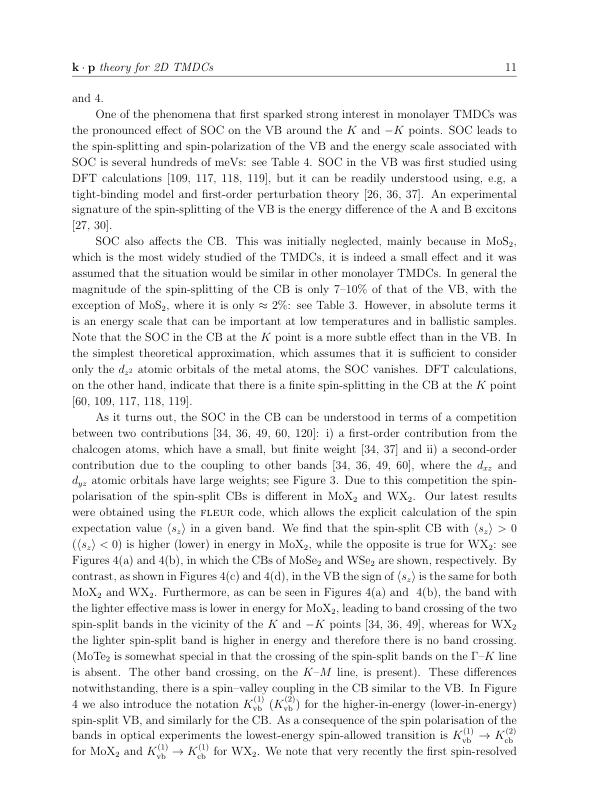 k · p theory for 2D TMDCs 11
and 4.
One of the phenomena that first sparked strong interest in monolayer TMDCs was
the pronounced effect of SOC on the VB around the K and −K points. SOC leads to
the spin-splitting and spin-polarization of the VB and the energy scale associated with
SOC is several hundreds of meVs: see Table 4. SOC in the VB was first studied using
DFT calculations [109, 117, 118, 119], but it can be readily understood using, e.g, a
tight-binding model and first-order perturbation theory [26, 36, 37]. An experimental
signature of the spin-splitting of the VB is the energy difference of the A and B excitons
[27, 30].
SOC also affects the CB. This was initially neglected, mainly because in MoS₂,
which is the most widely studied of the TMDCs, it is indeed a small effect and it was
assumed that the situation would be similar in other monolayer TMDCs. In general the
magnitude of the spin-splitting of the CB is only 7–10% of that of the VB, with the
exception of MoS₂, where it is only ≈ 2%: see Table 3. However, in absolute terms it
is an energy scale that can be important at low temperatures and in ballistic samples.
Note that the SOC in the CB at the K point is a more subtle effect than in the VB. In
the simplest theoretical approximation, which assumes that it is sufficient to consider
only the d_{z²} atomic orbitals of the metal atoms, the SOC vanishes. DFT calculations,
on the other hand, indicate that there is a finite spin-splitting in the CB at the K point
[60, 109, 117, 118, 119].
As it turns out, the SOC in the CB can be understood in terms of a competition
between two contributions [34, 36, 49, 60, 120]: i) a first-order contribution from the
chalcogen atoms, which have a small, but finite weight [34, 37] and ii) a second-order
contribution due to the coupling to other bands [34, 36, 49, 60], where the d_{xz} and
d_{yz} atomic orbitals have large weights; see Figure 3. Due to this competition the spin-
polarisation of the spin-split CBs is different in MoX₂ and WX₂. Our latest results
were obtained using the FLEUR code, which allows the explicit calculation of the spin
expectation value ⟨s_z⟩ in a given band. We find that the spin-split CB with ⟨s_z⟩ > 0
(⟨s_z⟩ < 0) is higher (lower) in energy in MoX₂, while the opposite is true for WX₂: see
Figures 4(a) and 4(b), in which the CBs of MoSe₂ and WSe₂ are shown, respectively. By
contrast, as shown in Figures 4(c) and 4(d), in the VB the sign of ⟨s_z⟩ is the same for both
MoX₂ and WX₂. Furthermore, as can be seen in Figures 4(a) and 4(b), the band with
the lighter effective mass is lower in energy for MoX₂, leading to band crossing of the two
spin-split bands in the vicinity of the K and −K points [34, 36, 49], whereas for WX₂
the lighter spin-split band is higher in energy and therefore there is no band crossing.
(MoTe₂ is somewhat special in that the crossing of the spin-split bands on the Γ–K line
is absent. The other band crossing, on the K–M line, is present). These differences
notwithstanding, there is a spin–valley coupling in the CB similar to the VB. In Figure
4 we also introduce the notation K_{vb}^{(1)} (K_{vb}^{(2)}) for the higher-in-energy (lower-in-energy)
spin-split VB, and similarly for the CB. As a consequence of the spin polarisation of the
bands in optical experiments the lowest-energy spin-allowed transition is K_{vb}^{(1)} → K_{cb}^{(2)}
for MoX₂ and K_{vb}^{(1)} → K_{cb}^{(1)} for WX₂. We note that very recently the first spin-resolved